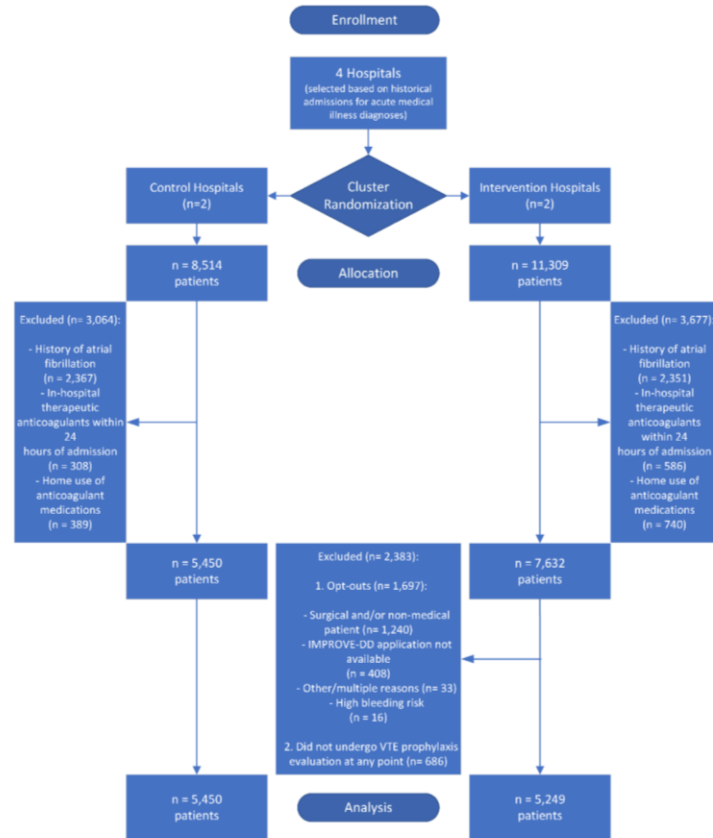 Enrollment
4 Hospitals
(selected based on historical
admissions for acute medical
illness diagnoses)
Control Hospitals
(n=2)
Cluster
Randomization
Intervention Hospitals
(n=2)
n = 8,514
patients
Allocation
n = 11,309
patients
Excluded (n= 3,064):
- History of atrial
fibrillation
(n = 2,367)
- In-hospital
therapeutic
anticoagulants within
24
hours of admission
(n = 308)
- Home use of
anticoagulant
medications
(n = 389)
Excluded (n= 3,677):
- History of atrial
fibrillation
(n = 2,351)
- In-hospital
therapeutic
anticoagulants within
24
hours of admission
(n = 586)
- Home use of
anticoagulant
medications
(n = 740)
n = 5,450
patients
Excluded (n= 2,383):
1. Opt-outs (n= 1,697):
- Surgical and/or non-medical
patient (n= 1,240)
- IMPROVE-DD application not
available
(n = 408)
- Other/multiple reasons (n= 33)
- High bleeding risk
(n = 16)
2. Did not undergo VTE prophylaxis
evaluation at any point (n= 686)
n = 7,632
patients
n = 5,450
patients
Analysis
n = 5,249
patients